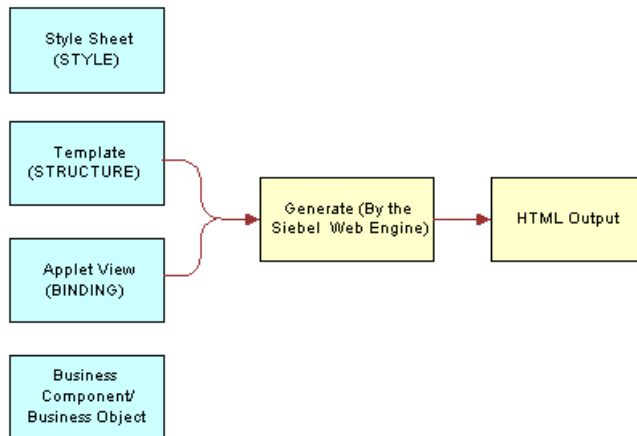 Style Sheet
(STYLE)
Template
(STRUCTURE)
Generate (By the
Siebel Web Engine)
HTML Output
Applet View
(BINDING)
Business
Component/
Business Object